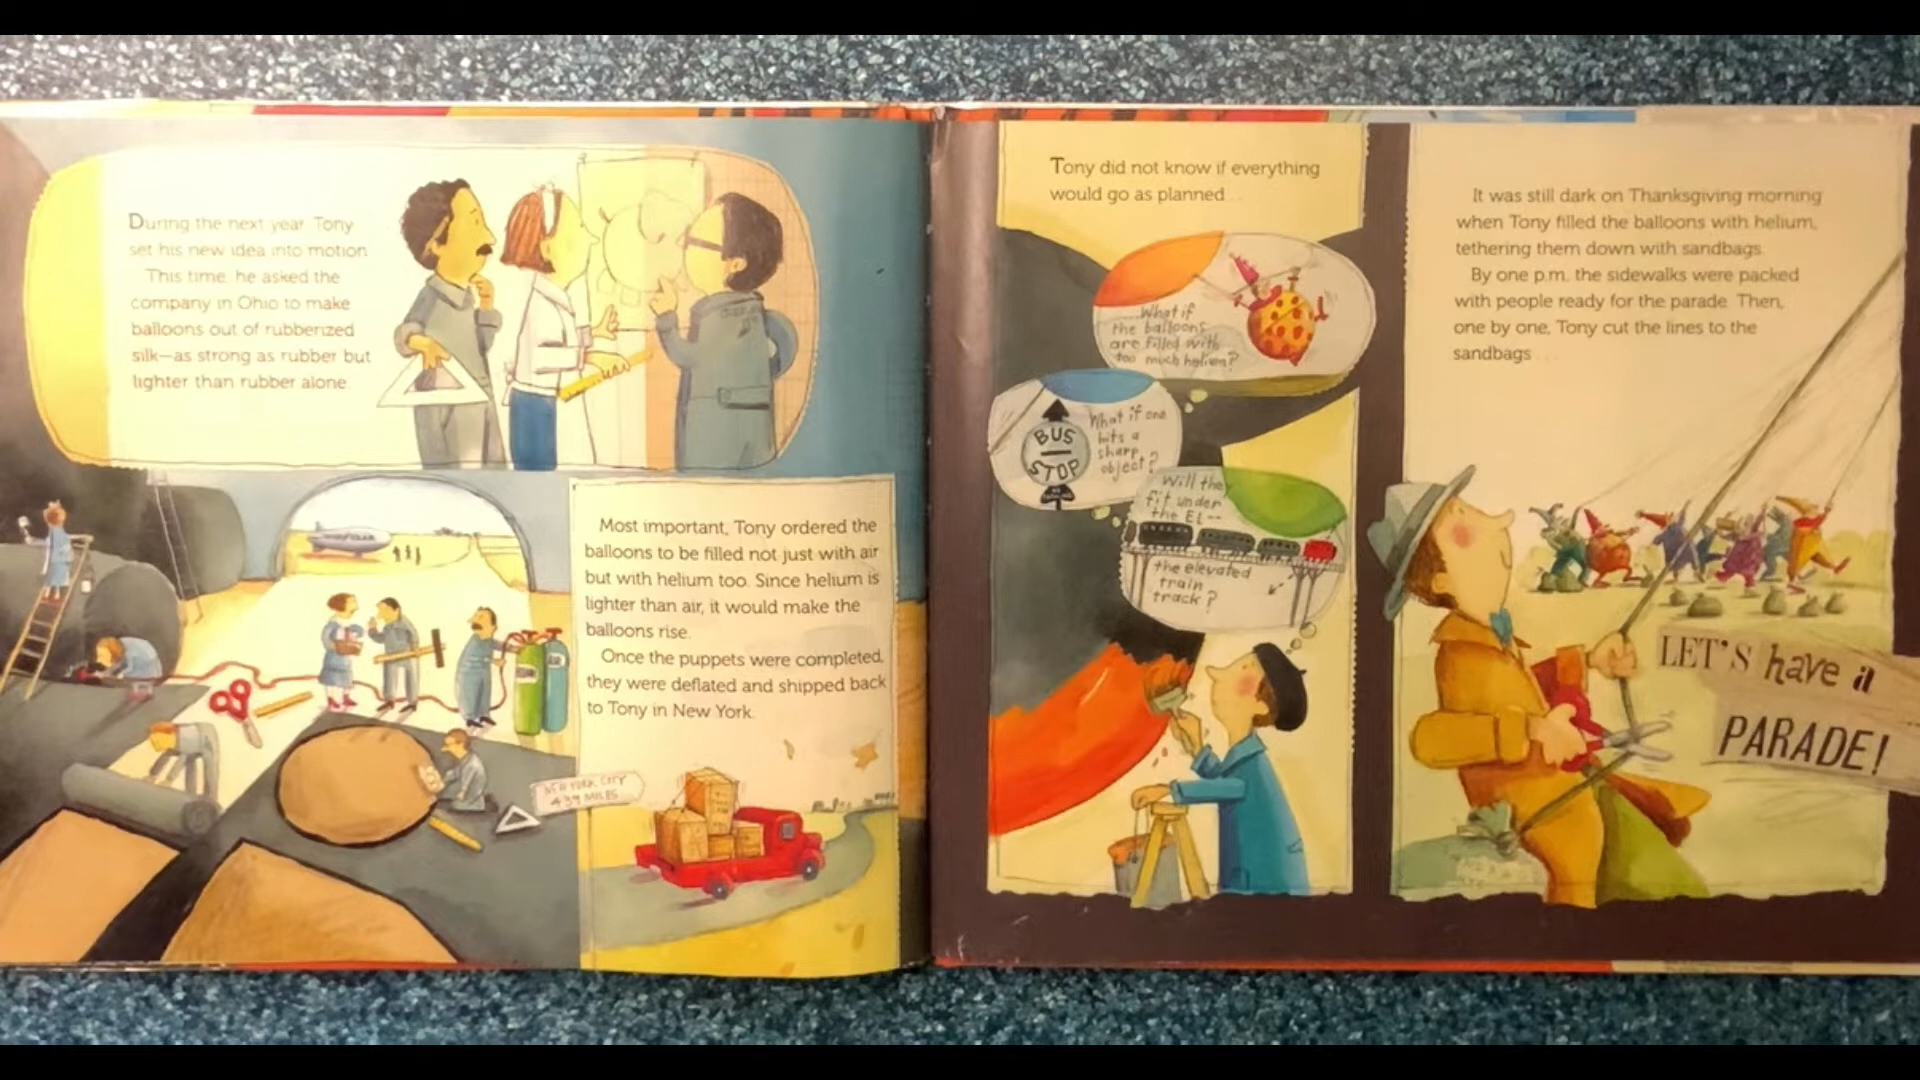 During the next year Tony
set his new idea into motion
This time, he asked the
company in Ohio to make
balloons out of rubberized
silk—as strong as rubber but
lighter than rubber alone.
Most important, Tony ordered the
balloons to be filled not just with air
but with helium too. Since helium is
lighter than air, it would make the
balloons rise.
Once the puppets were completed,
they were deflated and shipped back
to Tony in New York.
NEW YORK CITY
439 MILES
Tony did not know if everything
would go as planned...
...What if
the balloons
are filled with
too much helium?
BUS
STOP
What if one
hits a
sharp
object?
Will the
fit under
the EL--
the elevated
train
track?
It was still dark on Thanksgiving morning
when Tony filled the balloons with helium,
tethering them down with sandbags.
By one p.m. the sidewalks were packed
with people ready for the parade. Then,
one by one, Tony cut the lines to the
sandbags...
LET'S have a
PARADE!